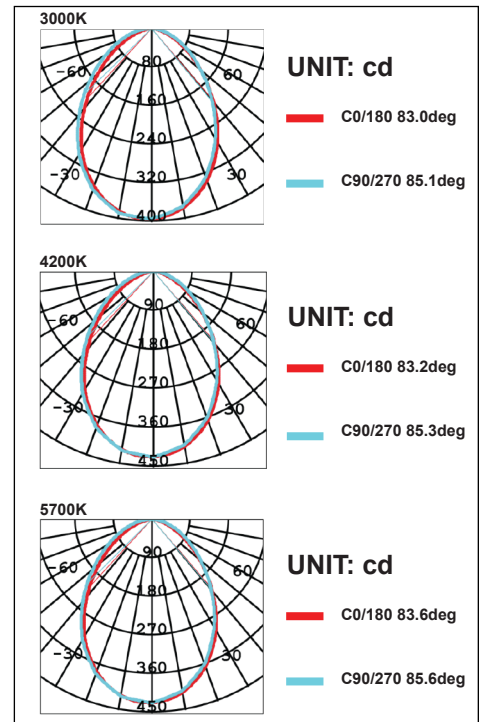 3000K
80
-60
60
160
240
320
-30
30
400
UNIT: cd
C0/180 83.0deg
C90/270 85.1deg
4200K
90
-60
60
180
270
-30
30
360
450
UNIT: cd
C0/180 83.2deg
C90/270 85.3deg
5700K
90
-60
60
180
270
-30
30
360
450
UNIT: cd
C0/180 83.6deg
C90/270 85.6deg